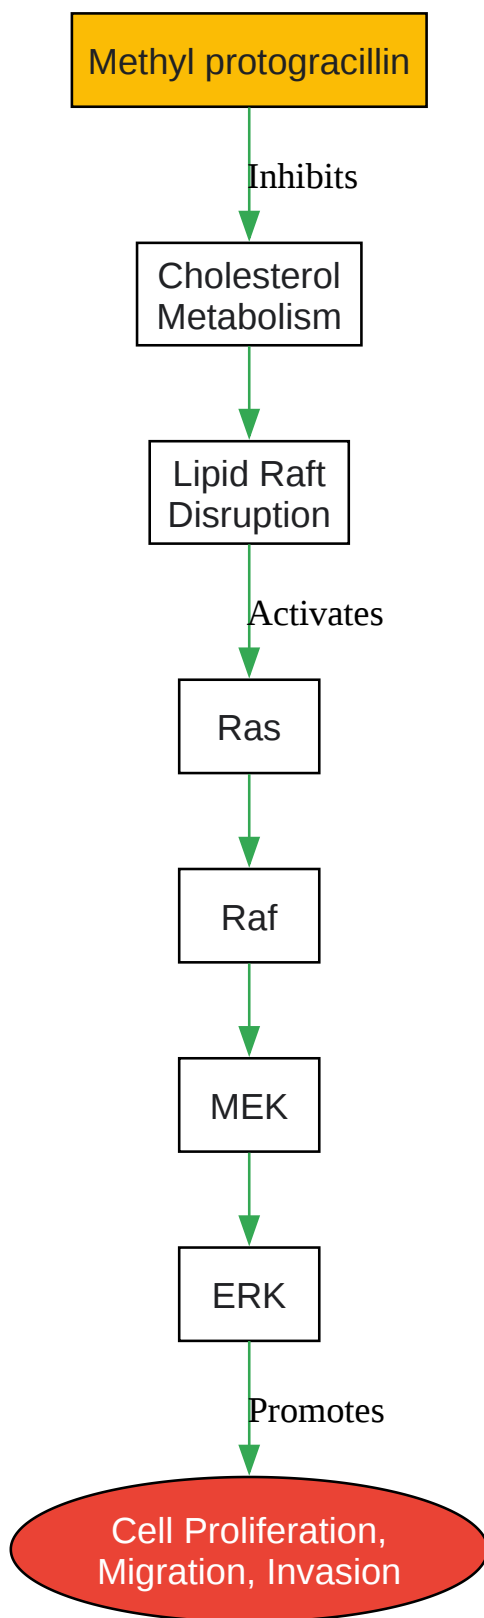 Methyl protogracillin
Inhibits
Cholesterol
Metabolism
Lipid Raft
Disruption
Activates
Ras
Raf
MEK
ERK
Promotes
Cell Proliferation,
Migration, Invasion